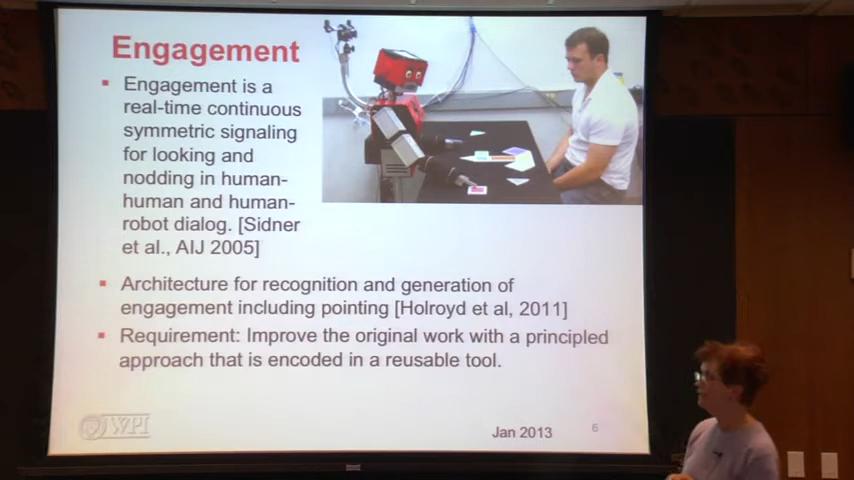 Engagement
Engagement is a
real-time continuous
symmetric signaling
for looking and
nodding in human-
human and human-
robot dialog. [Sidner
et al., AIJ 2005]
Architecture for recognition and generation of
engagement including pointing [Holroyd et al, 2011]
Requirement: Improve the original work with a principled
approach that is encoded in a reusable tool.
WPI
Jan 2013
6